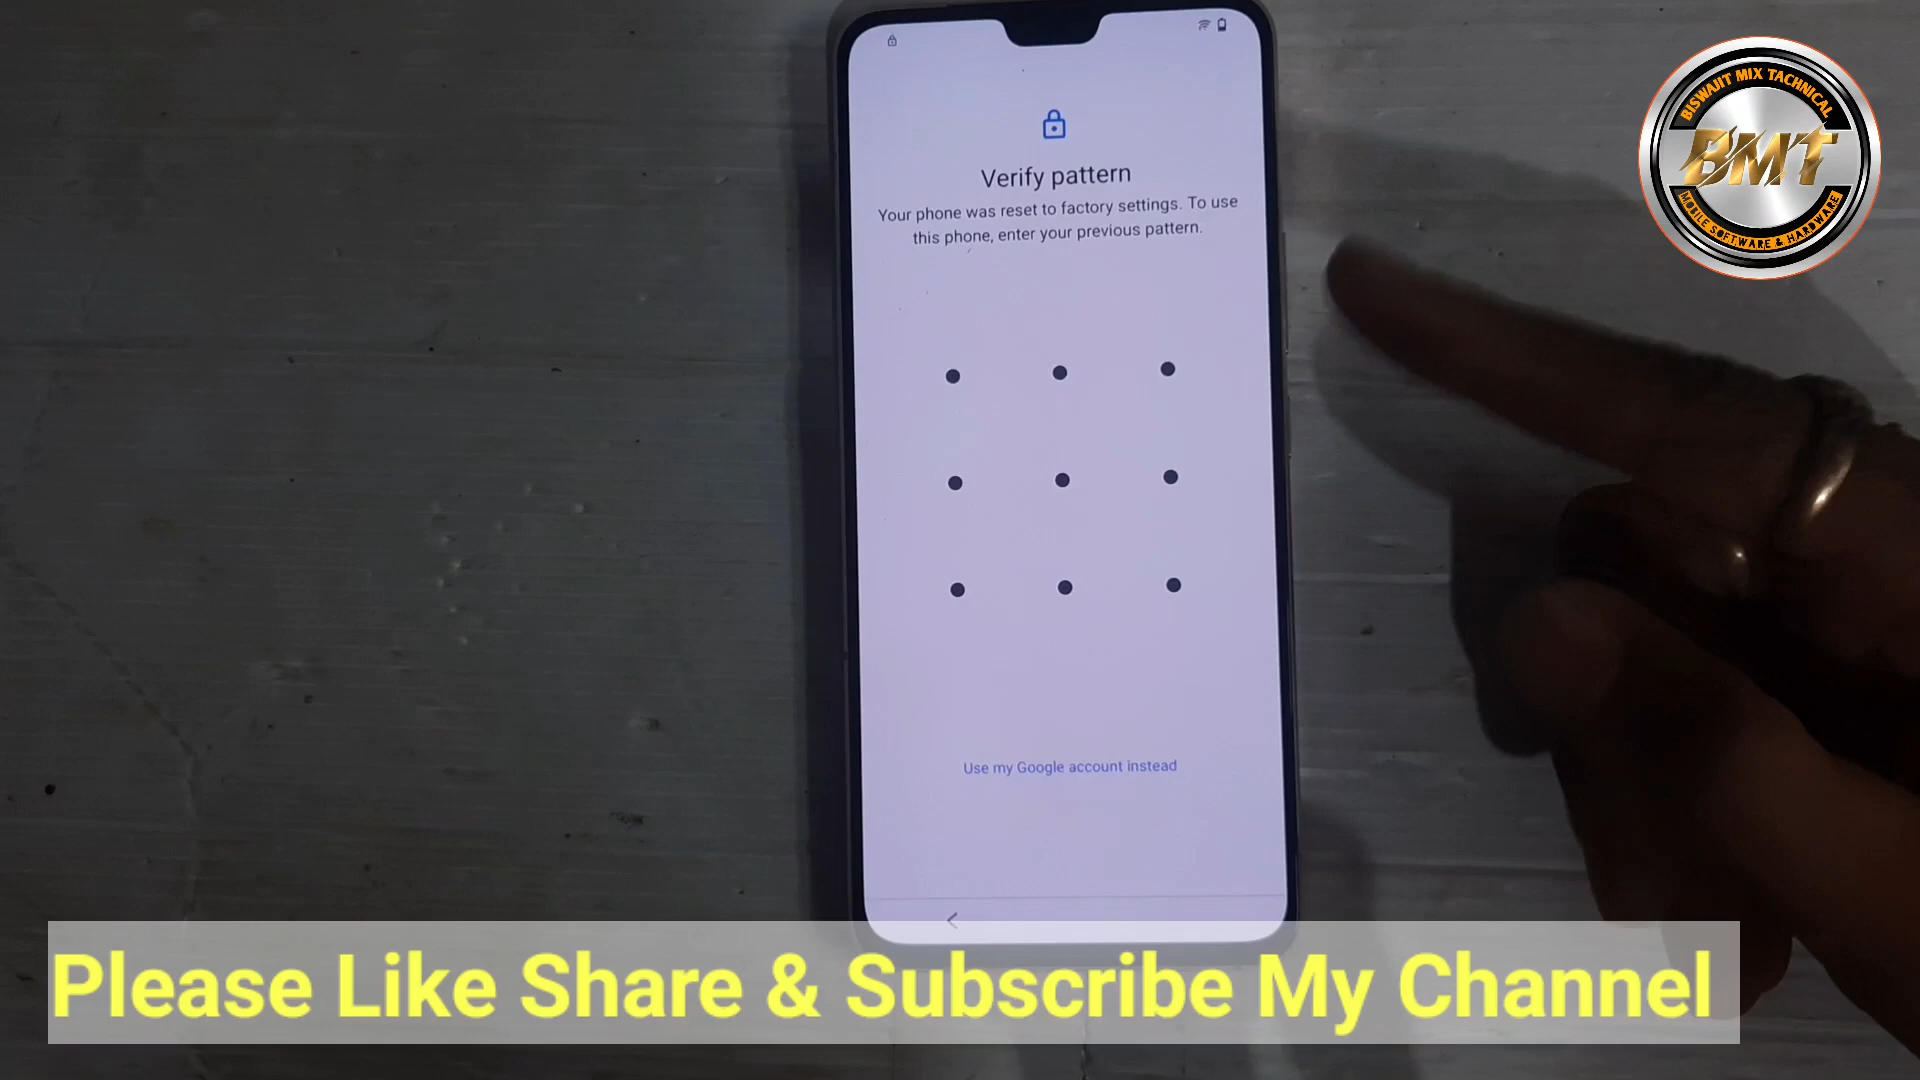 Verify pattern
Your phone was reset to factory settings. To use
this phone, enter your previous pattern.
Use my Google account instead
BISWAJIT MIX TACHNICAL
BMT
MOBILE SOFTWARE & HARDWARE
Please Like Share & Subscribe My Channel